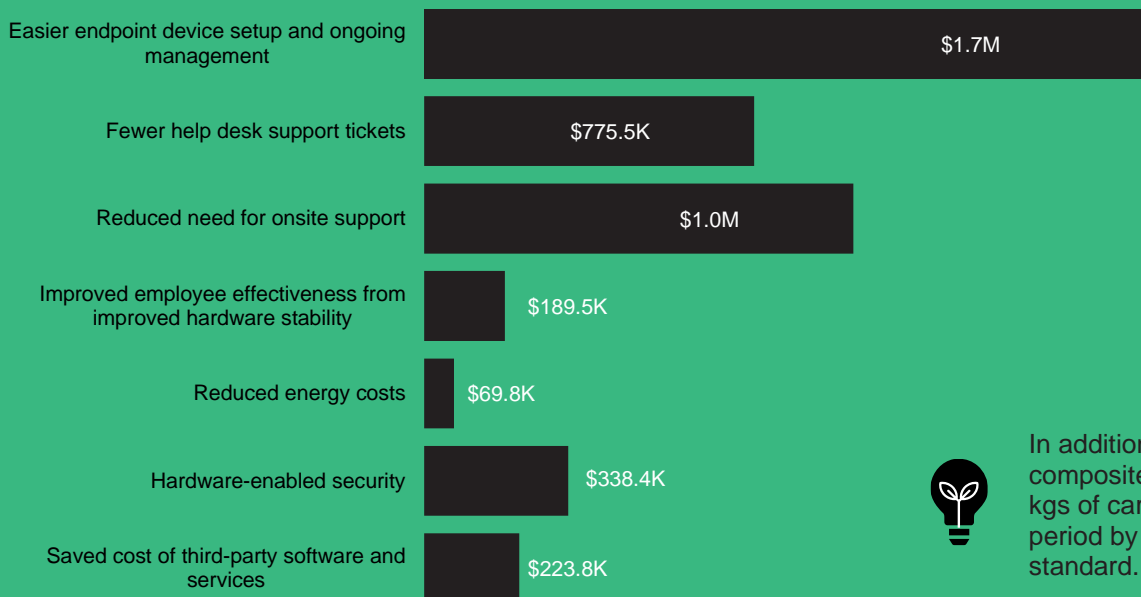 Easier endpoint device setup and ongoing
management
$1.7M
Fewer help desk support tickets
$775.5K
Reduced need for onsite support
$1.0M
Improved employee effectiveness from
improved hardware stability
$189.5K
Reduced energy costs
$69.8K
Hardware-enabled security
$338.4K
Saved cost of third-party software and
services
$223.8K
In addition
composite
kgs of car
period by
standard.